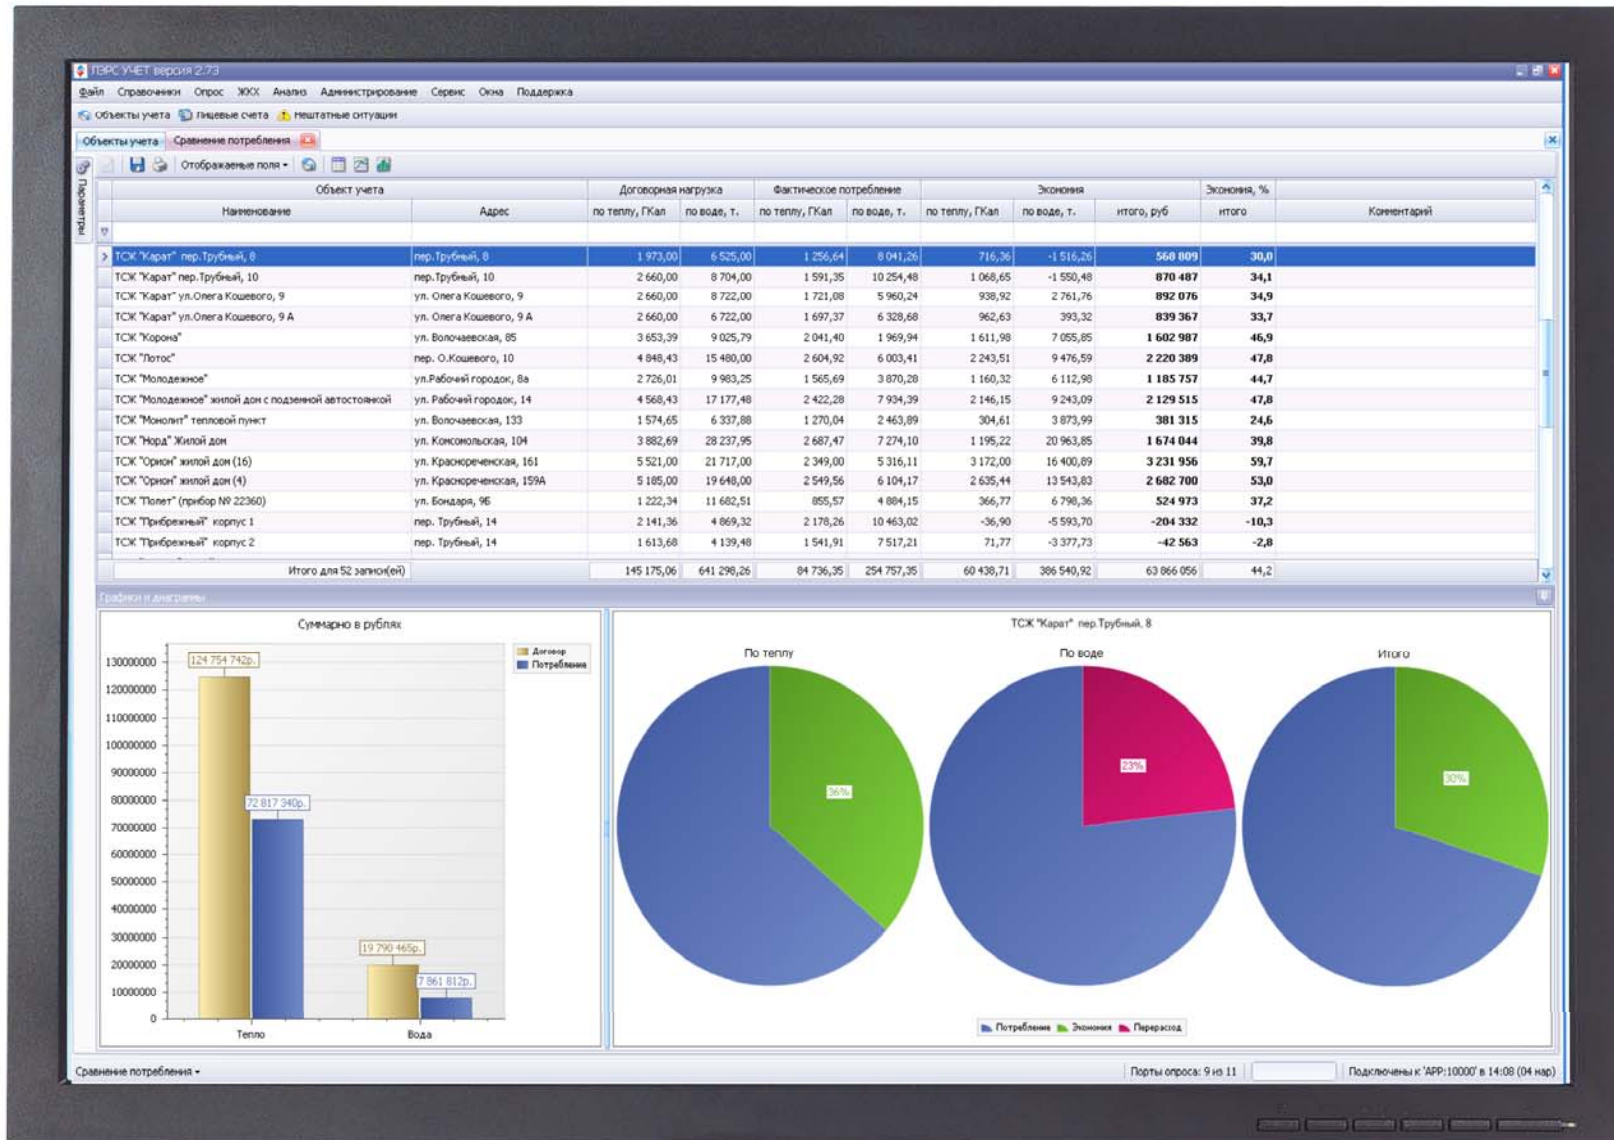 ЛЭРС УЧЕТ версия 2.73
Файл Справочники Опрос ЖКХ Анализ Администрирование Сервис Окна Поддержка
Объекты учета Лицевые счета Нештатные ситуации
Объекты учета Сравнение потребления
Отображаемые поля
Параметры
Объект учета Договорная нагрузка Фактическое потребление Экономия Экономия, %
Наименование Адрес по теплу, ГКал по воде, т. по теплу, ГКал по воде, т. по теплу, ГКал по воде, т. итого, руб итого Комментарий
ТСЖ "Карат" пер.Трубный, 8 пер.Трубный, 8 1 973,00 6 525,00 1 256,64 8 041,26 716,36 -1 516,26 568 809 30,0
ТСЖ "Карат" пер.Трубный, 10 пер.Трубный, 10 2 660,00 8 704,00 1 591,35 10 254,48 1 068,65 -1 550,48 870 487 34,1
ТСЖ "Карат" ул.Олега Кошевого, 9 ул. Олега Кошевого, 9 2 660,00 8 722,00 1 721,08 5 960,24 938,92 2 761,76 892 076 34,9
ТСЖ "Карат" ул.Олега Кошевого, 9 А ул. Олега Кошевого, 9 А 2 660,00 6 722,00 1 697,37 6 328,68 962,63 393,32 839 367 33,7
ТСЖ "Корона" ул. Волочаевская, 85 3 653,39 9 025,79 2 041,40 1 969,94 1 611,98 7 055,85 1 602 987 46,9
ТСЖ "Лотос" пер. О.Кошевого, 10 4 848,43 15 480,00 2 604,92 6 003,41 2 243,51 9 476,59 2 220 389 47,8
ТСЖ "Молодежное" ул.Рабочий городок, 8а 2 726,01 9 983,25 1 565,69 3 870,28 1 160,32 6 112,98 1 185 757 44,7
ТСЖ "Молодежное" жилой дом с подземной автостоянкой ул. Рабочий городок, 14 4 568,43 17 177,48 2 422,28 7 934,39 2 146,15 9 243,09 2 129 515 47,8
ТСЖ "Монолит" тепловой пункт ул. Волочаевская, 133 1 574,65 6 337,88 1 270,04 2 463,89 304,61 3 873,99 381 315 24,6
ТСЖ "Норд" Жилой дом ул. Комсомольская, 104 3 882,69 28 237,95 2 687,47 7 274,10 1 195,22 20 963,85 1 674 044 39,8
ТСЖ "Орион" жилой дом (16) ул. Краснореченская, 161 5 521,00 21 717,00 2 349,00 5 316,11 3 172,00 16 400,89 3 231 956 59,7
ТСЖ "Орион" жилой дом (4) ул. Краснореченская, 159А 5 185,00 19 648,00 2 549,56 6 104,17 2 635,44 13 543,83 2 682 700 53,0
ТСЖ "Полет" (прибор № 22360) ул. Бондаря, 9Б 1 222,34 11 682,51 855,57 4 884,15 366,77 6 798,36 524 973 37,2
ТСЖ "Прибрежный" корпус 1 пер. Трубный, 14 2 141,36 4 869,32 2 178,26 10 463,02 -36,90 -5 593,70 -204 332 -10,3
ТСЖ "Прибрежный" корпус 2 пер. Трубный, 14 1 613,68 4 139,48 1 541,91 7 517,21 71,77 -3 377,73 -42 563 -2,8
Итого для 52 записи(ей) 145 175,06 641 298,26 84 736,35 254 757,35 60 438,71 386 540,92 63 866 056 44,2
Графики и диаграммы
Суммарно в рублях
Договор
Потребление
130000000
120000000
110000000
100000000
90000000
80000000
70000000
60000000
50000000
40000000
30000000
20000000
10000000
0
124 754 742р.
72 817 340р.
19 790 465р.
7 861 812р.
Тепло Вода
ТСЖ "Карат" пер.Трубный, 8
По теплу По воде Итого
36% 23% 30%
Потребление Экономия Перерасход
Сравнение потребления Порты опроса: 9 из 11 Подключены к 'APP:10000' в 14:08 (04 мар)